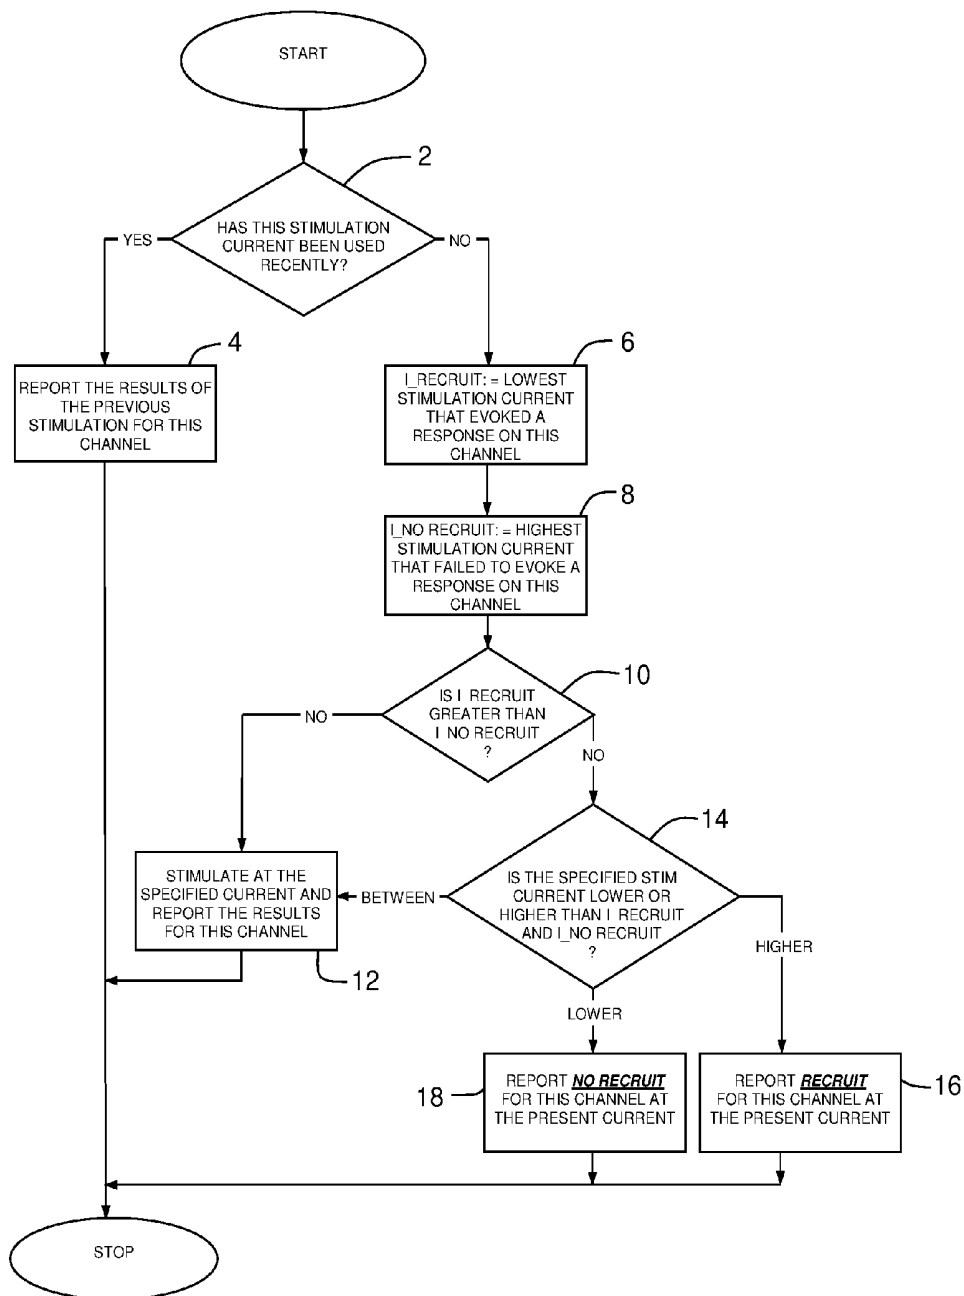 START
2
HAS THIS STIMULATION
CURRENT BEEN USED
RECENTLY?
YES
NO
4
REPORT THE RESULTS OF
THE PREVIOUS
STIMULATION FOR THIS
CHANNEL
6
I_RECRUIT: = LOWEST
STIMULATION CURRENT
THAT EVOKED A
RESPONSE ON THIS
CHANNEL
8
I_NO RECRUIT: = HIGHEST
STIMULATION CURRENT
THAT FAILED TO EVOKE A
RESPONSE ON THIS
CHANNEL
10
IS I RECRUIT
GREATER THAN
I NO RECRUIT
?
NO
NO
14
IS THE SPECIFIED STIM
CURRENT LOWER OR
HIGHER THAN I RECRUIT
AND I_NO RECRUIT
?
STIMULATE AT THE
SPECIFIED CURRENT AND
REPORT THE RESULTS
FOR THIS CHANNEL
BETWEEN
12
HIGHER
LOWER
18
REPORT NO RECRUIT
FOR THIS CHANNEL AT
THE PRESENT CURRENT
REPORT RECRUIT
FOR THIS CHANNEL AT
THE PRESENT CURRENT
16
STOP